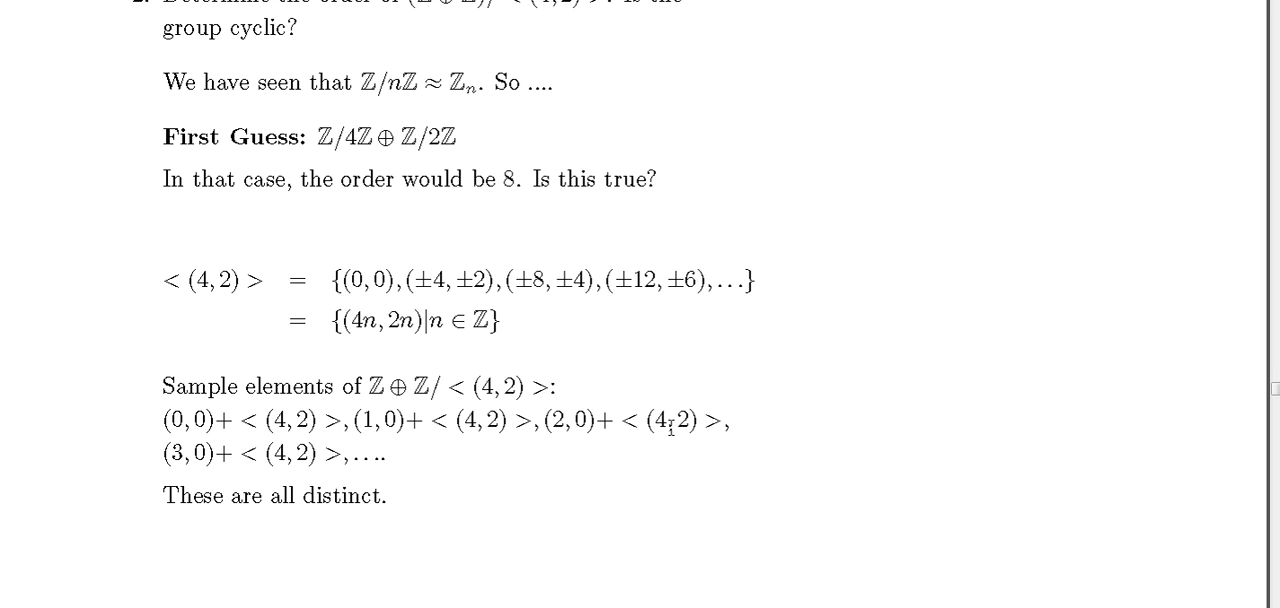 group cyclic?
We have seen that ℤ/nℤ ≈ ℤₙ. So ....
First Guess: ℤ/4ℤ ⊕ ℤ/2ℤ
In that case, the order would be 8. Is this true?
< (4, 2) > = {(0, 0), (±4, ±2), (±8, ±4), (±12, ±6), . . .}
= {(4n, 2n)|n ∈ ℤ}
Sample elements of ℤ ⊕ ℤ/ < (4, 2) >:
(0, 0)+ < (4, 2) >, (1, 0)+ < (4, 2) >, (2, 0)+ < (4, 2) >,
(3, 0)+ < (4, 2) >, . . ..
These are all distinct.